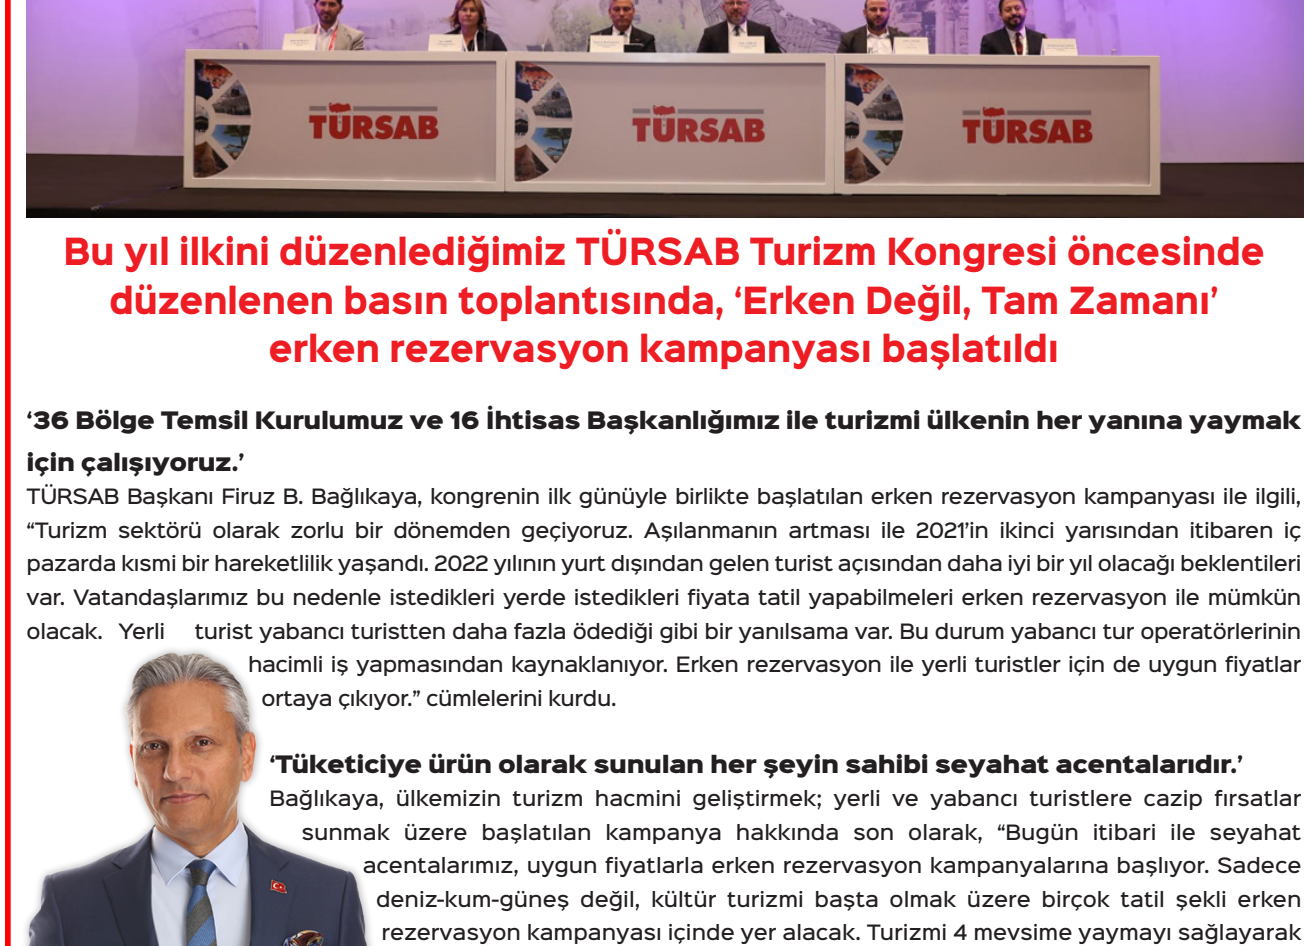 TÜRSAB TÜRSAB TÜRSAB
Bu yıl ilkini düzenlediğimiz TÜRSAB Turizm Kongresi öncesinde
düzenlenen basın toplantısında, ‘Erken Değil, Tam Zamanı’
erken rezervasyon kampanyası başlatıldı
‘36 Bölge Temsil Kurulumuz ve 16 İhtisas Başkanlığımız ile turizmi ülkenin her yanına yaymak
için çalışıyoruz.’
TÜRSAB Başkanı Firuz B. Bağlıkaya, kongrenin ilk günüyle birlikte başlatılan erken rezervasyon kampanyası ile ilgili,
“Turizm sektörü olarak zorlu bir dönemden geçiyoruz. Aşılanmanın artması ile 2021’in ikinci yarısından itibaren iç
pazarda kısmi bir hareketlilik yaşandı. 2022 yılının yurt dışından gelen turist açısından daha iyi bir yıl olacağı beklentileri
var. Vatandaşlarımız bu nedenle istedikleri yerde istedikleri fiyata tatil yapabilmeleri erken rezervasyon ile mümkün
olacak. Yerli turist yabancı turistten daha fazla ödediği gibi bir yanılsama var. Bu durum yabancı tur operatörlerinin
hacimli iş yapmasından kaynaklanıyor. Erken rezervasyon ile yerli turistler için de uygun fiyatlar
ortaya çıkıyor.” cümlelerini kurdu.
‘Tüketiciye ürün olarak sunulan her şeyin sahibi seyahat acentalarıdır.’
Bağlıkaya, ülkemizin turizm hacmini geliştirmek; yerli ve yabancı turistlere cazip fırsatlar
sunmak üzere başlatılan kampanya hakkında son olarak, “Bugün itibari ile seyahat
acentalarımız, uygun fiyatlarla erken rezervasyon kampanyalarına başlıyor. Sadece
deniz-kum-güneş değil, kültür turizmi başta olmak üzere birçok tatil şekli erken
rezervasyon kampanyası içinde yer alacak. Turizmi 4 mevsime yaymayı sağlayarak